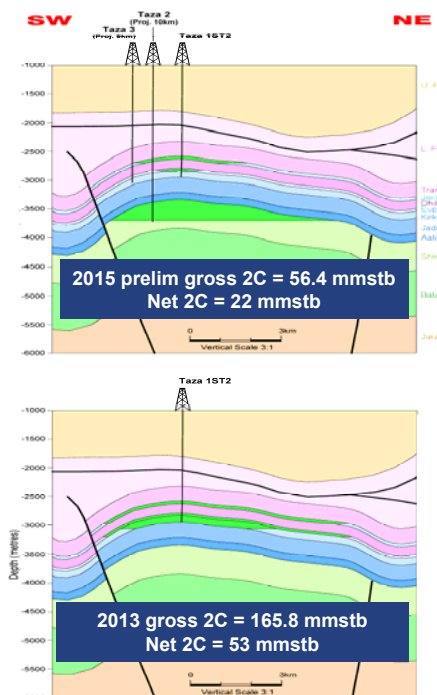 SW
NE
Taza 2
(Proj. 10km)
Taza 3
Taza 1ST2
-1000
-1500
-2000
-2500
-3000
-3500
-4000
-4500
-5000
-5500
-6000
2015 prelim gross 2C = 56.4 mmstb
Net 2C = 22 mmstb
0
3km
Vertical Scale 3:1
Taza 1ST2
-1000
-1500
-2000
-2500
-3000
-3500
-4000
-4500
-5000
-5500
Depth (metres)
2013 gross 2C = 165.8 mmstb
Net 2C = 53 mmstb
0
3km
Vertical Scale 3:1